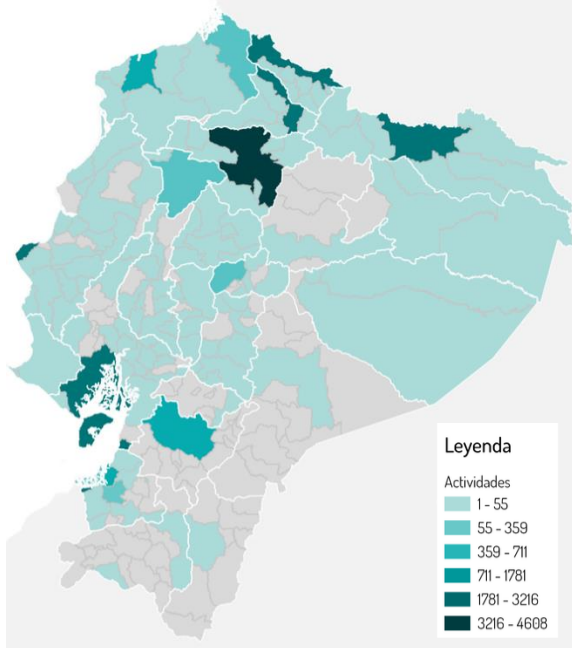 Leyenda
Actividades
1 - 55
55 - 359
359 - 711
711 - 1781
1781 - 3216
3216 - 4608